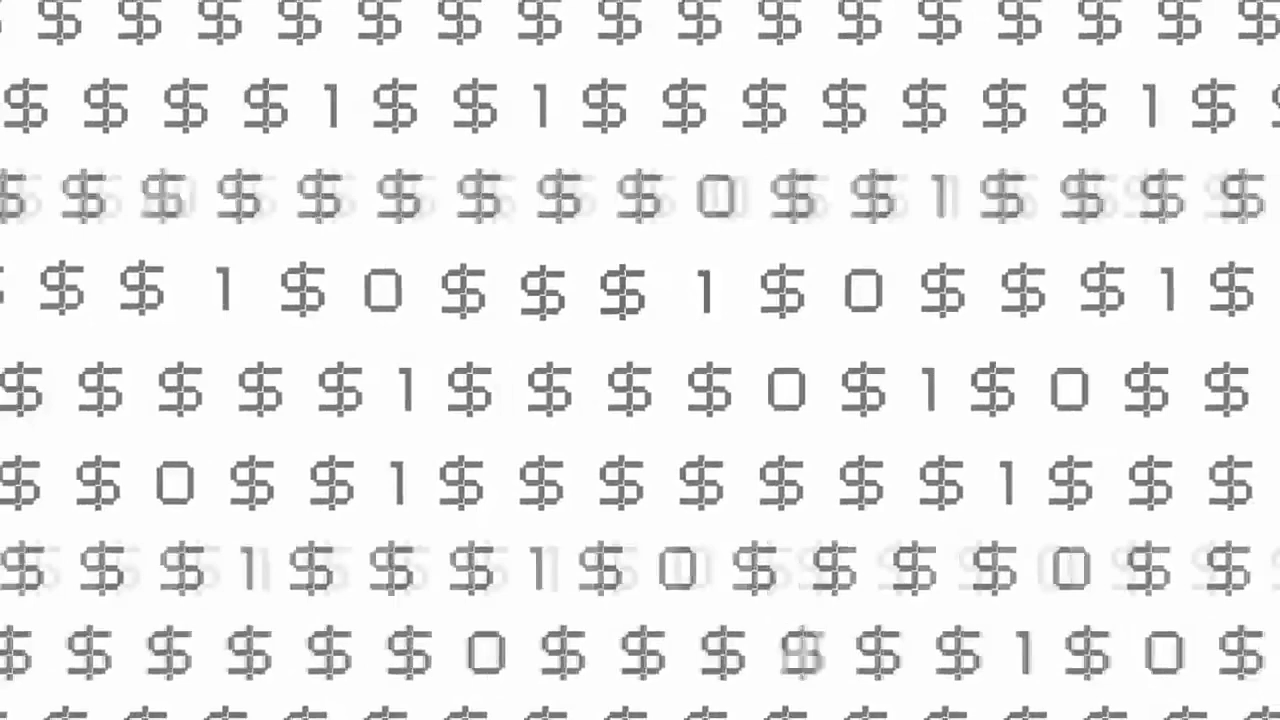 $ $ $ $ $ $ $ $ $ $ $ $ $ $ $ $
$ $ $ $ 1 $ $ 1 $ $ $ $ $ $ $ 1 $
$ $ $ $ $ $ $ $ $ 0 $ $ 1 $ $ $ $
$ $ 1 $ 0 $ $ $ 1 $ 0 $ $ $ 1 $
$ $ $ $ $ 1 $ $ $ $ 0 $ 1 $ 0 $ $
$ $ 0 $ $ 1 $ $ $ $ $ $ $ 1 $ $ $
$ $ $ 1 $ $ $ 1 $ 0 $ $ $ $ 0 $ $
$ $ $ $ $ $ 0 $ $ $ $ $ $ 1 $ 0 $